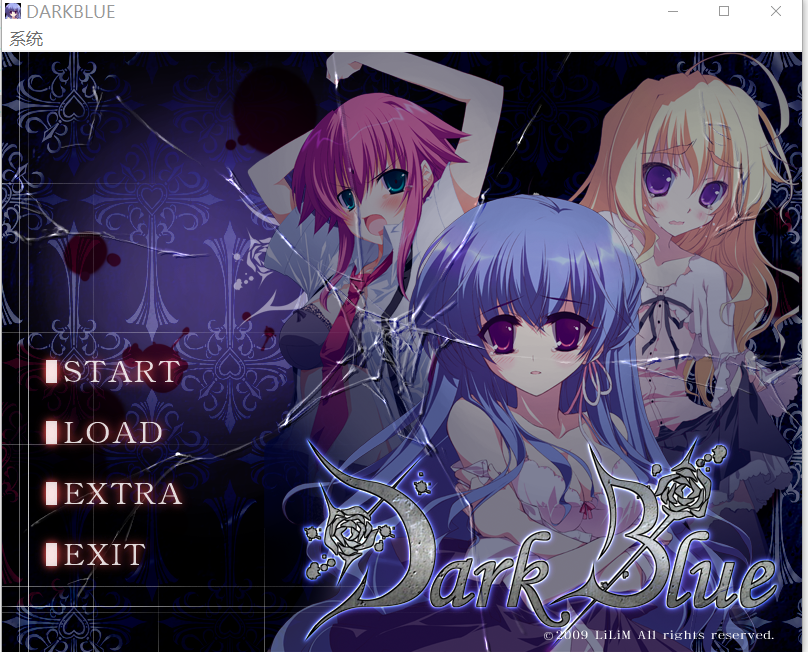 DARKBLUE
系统
START
LOAD
EXTRA
EXIT
Dark Blue
©2009 LiLiM All rights reserved.